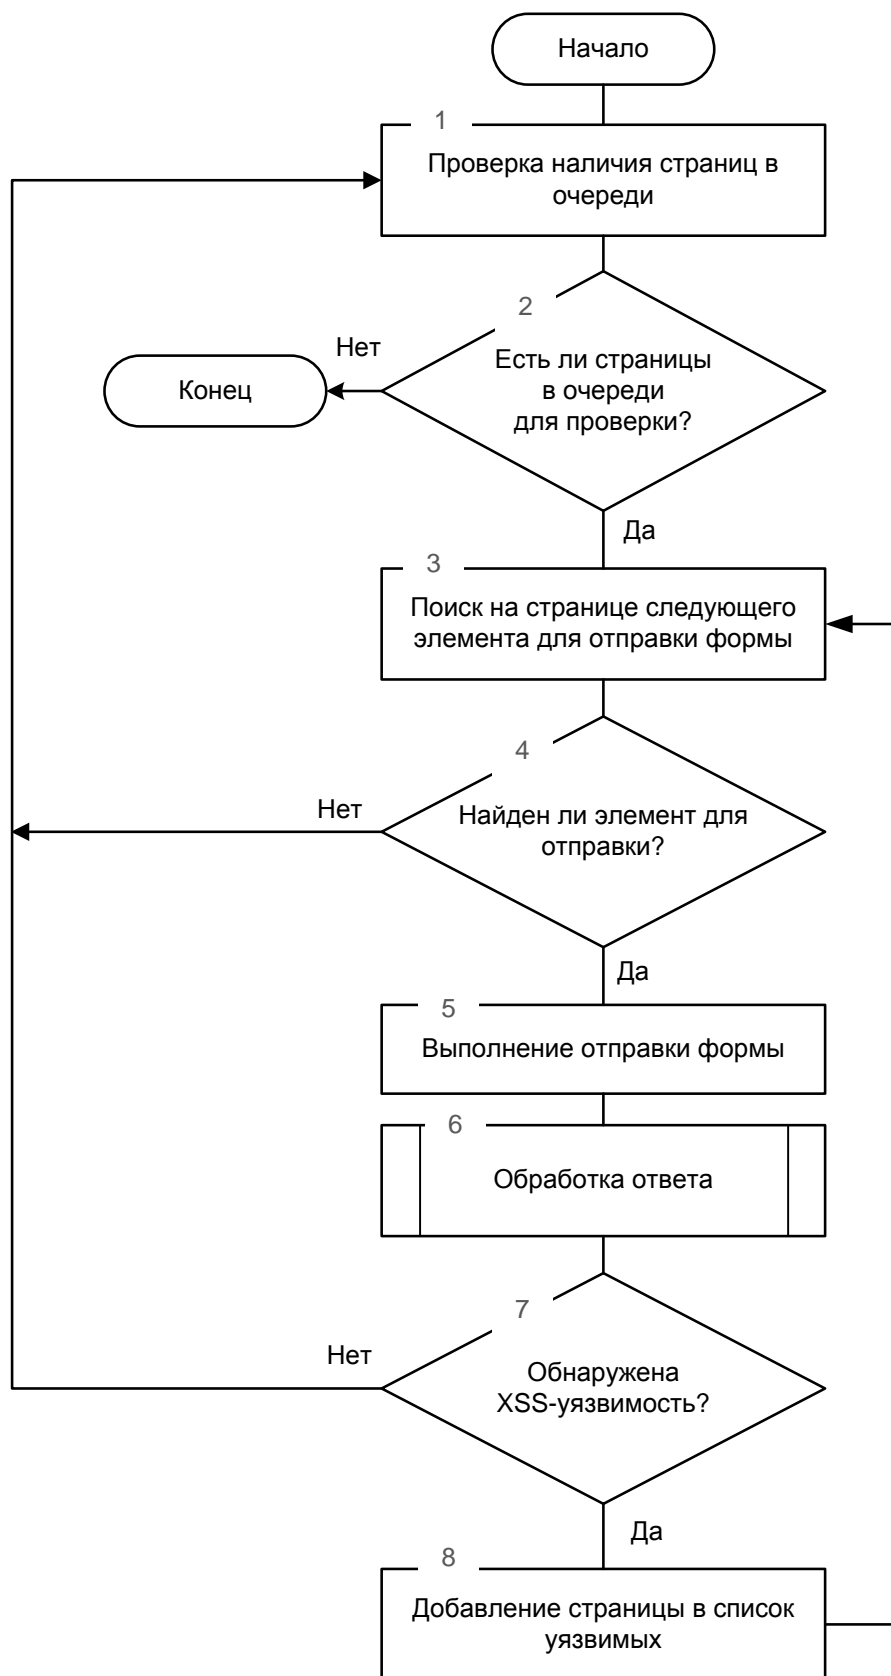 Начало
1
Проверка наличия страниц в
очереди
2
Нет
Есть ли страницы
в очереди
для проверки?
Конец
Да
3
Поиск на странице следующего
элемента для отправки формы
4
Нет
Найден ли элемент для
отправки?
Да
5
Выполнение отправки формы
6
Обработка ответа
7
Нет
Обнаружена
XSS-уязвимость?
Да
8
Добавление страницы в список
уязвимых